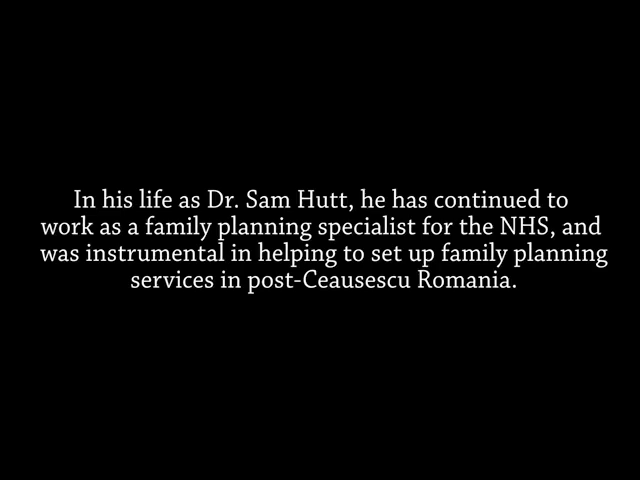 In his life as Dr. Sam Hutt, he has continued to
work as a family planning specialist for the NHS, and
was instrumental in helping to set up family planning
services in post-Ceausescu Romania.